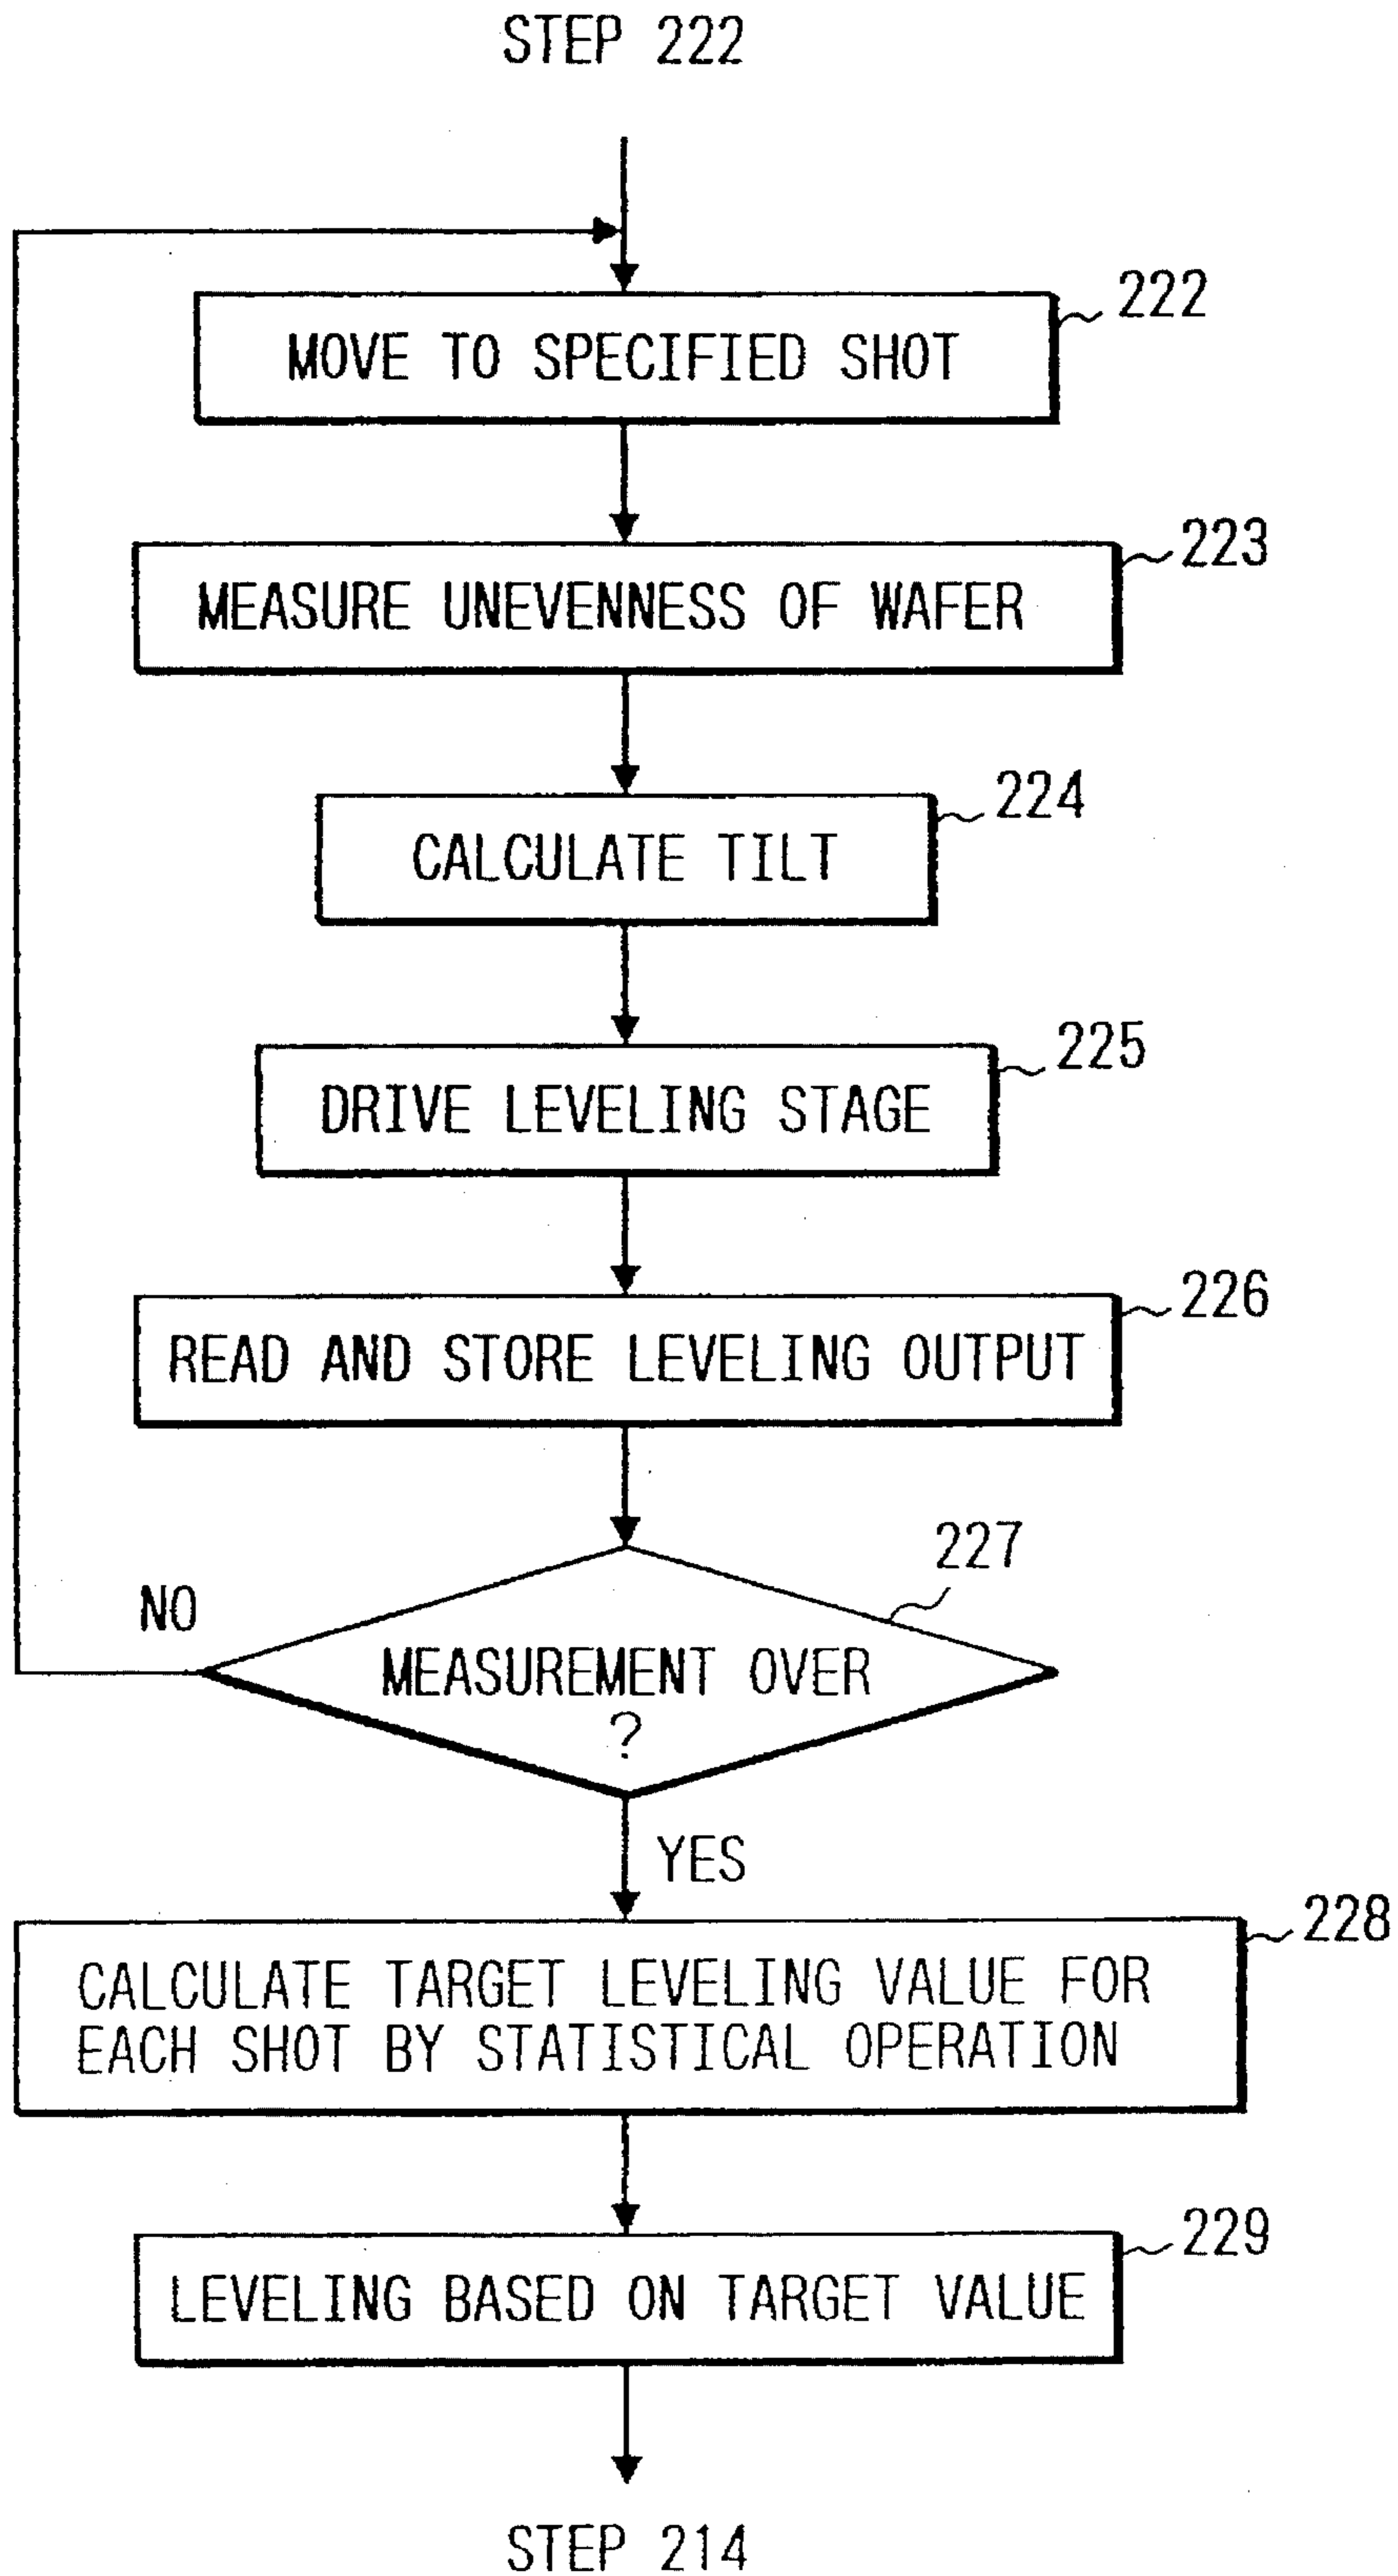 STEP 222
222
MOVE TO SPECIFIED SHOT
223
MEASURE UNEVENNESS OF WAFER
224
CALCULATE TILT
225
DRIVE LEVELING STAGE
226
READ AND STORE LEVELING OUTPUT
227
NO
MEASUREMENT OVER
?
YES
228
CALCULATE TARGET LEVELING VALUE FOR
EACH SHOT BY STATISTICAL OPERATION
229
LEVELING BASED ON TARGET VALUE
STEP 214